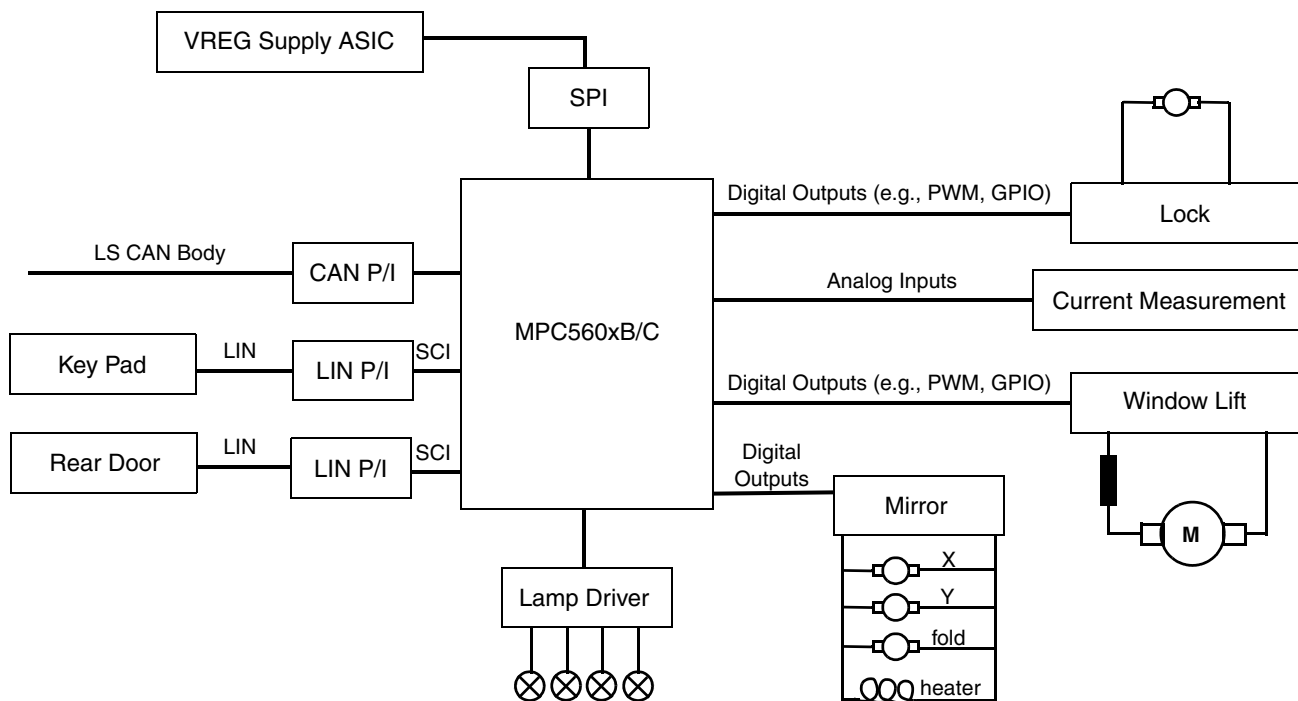 VREG Supply ASIC
SPI
Digital Outputs (e.g., PWM, GPIO)
Lock
LS CAN Body
CAN P/I
Analog Inputs
Current Measurement
MPC560xB/C
Key Pad
LIN
LIN P/I
SCI
Digital Outputs (e.g., PWM, GPIO)
Window Lift
Rear Door
LIN
LIN P/I
SCI
Digital
Outputs
Mirror
M
X
Y
fold
heater
Lamp Driver